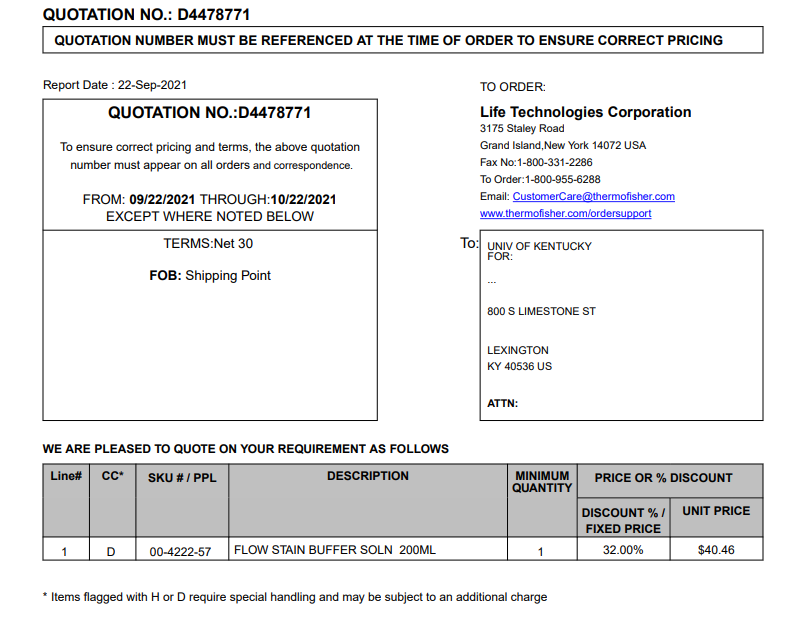 QUOTATION NO.: D4478771
QUOTATION NUMBER MUST BE REFERENCED AT THE TIME OF ORDER TO ENSURE CORRECT PRICING
Report Date : 22-Sep-2021
QUOTATION NO.:D4478771
To ensure correct pricing and terms, the above quotation
number must appear on all orders and correspondence.
FROM: 09/22/2021 THROUGH:10/22/2021
EXCEPT WHERE NOTED BELOW
TERMS:Net 30
FOB: Shipping Point
TO ORDER:
Life Technologies Corporation
3175 Staley Road
Grand Island,New York 14072 USA
Fax No:1-800-331-2286
To Order:1-800-955-6288
Email: CustomerCare@thermofisher.com
www.thermofisher.com/ordersupport
To:
UNIV OF KENTUCKY
FOR:
...
800 S LIMESTONE ST
LEXINGTON
KY 40536 US
ATTN:
WE ARE PLEASED TO QUOTE ON YOUR REQUIREMENT AS FOLLOWS
Line# CC* SKU # / PPL DESCRIPTION MINIMUM QUANTITY PRICE OR % DISCOUNT
DISCOUNT % / FIXED PRICE UNIT PRICE
1 D 00-4222-57 FLOW STAIN BUFFER SOLN 200ML 1 32.00% $40.46
* Items flagged with H or D require special handling and may be subject to an additional charge